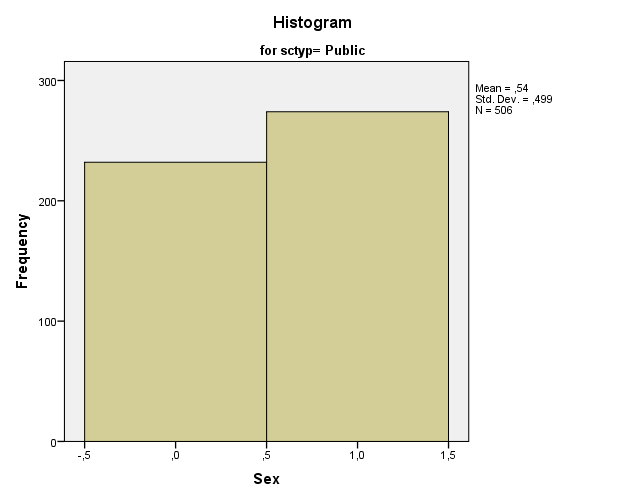 Histogram
for sctyp= Public
Mean = ,54
Std. Dev. = ,499
N = 506
300
200
100
0
Frequency
-,5
,0
,5
1,0
1,5
Sex